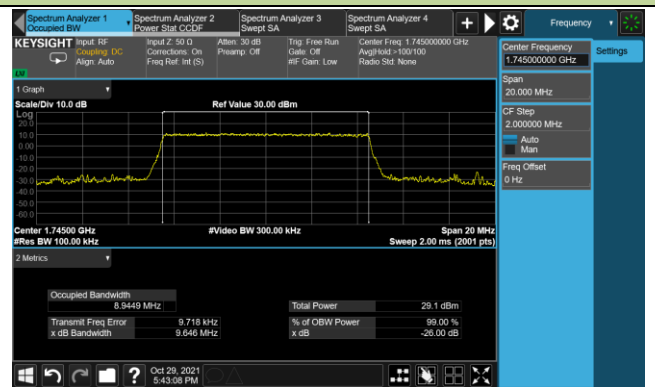 Spectrum Analyzer 1
Occupied BW
Spectrum Analyzer 2
Power Stat CCDF
Spectrum Analyzer 3
Swept SA
Spectrum Analyzer 4
Swept SA
Frequency
KEYSIGHT
Input: RF
Coupling: DC
Align: Auto
Input Z: 50 Ω
Corrections: On
Freq Ref: Int (S)
Atten: 30 dB
Preamp: Off
Trig: Free Run
Gate: Off
#IF Gain: Low
Center Freq: 1.745000000 GHz
Avg|Hold:>100/100
Radio Std: None
Center Frequency
1.745000000 GHz
Settings
Span
20.000 MHz
CF Step
2.000000 MHz
Auto
Man
Freq Offset
0 Hz
1 Graph
Scale/Div 10.0 dB
Ref Value 30.00 dBm
Log
20.0
10.0
0.00
-10.0
-20.0
-30.0
-40.0
-50.0
-60.0
Center 1.74500 GHz
#Video BW 300.00 kHz
Span 20 MHz
#Res BW 100.00 kHz
Sweep 2.00 ms (2001 pts)
2 Metrics
Occupied Bandwidth
8.9449 MHz
Total Power
29.1 dBm
Transmit Freq Error
9.718 kHz
% of OBW Power
99.00 %
x dB Bandwidth
9.646 MHz
x dB
-26.00 dB
?
Oct 29, 2021
5:43:08 PM